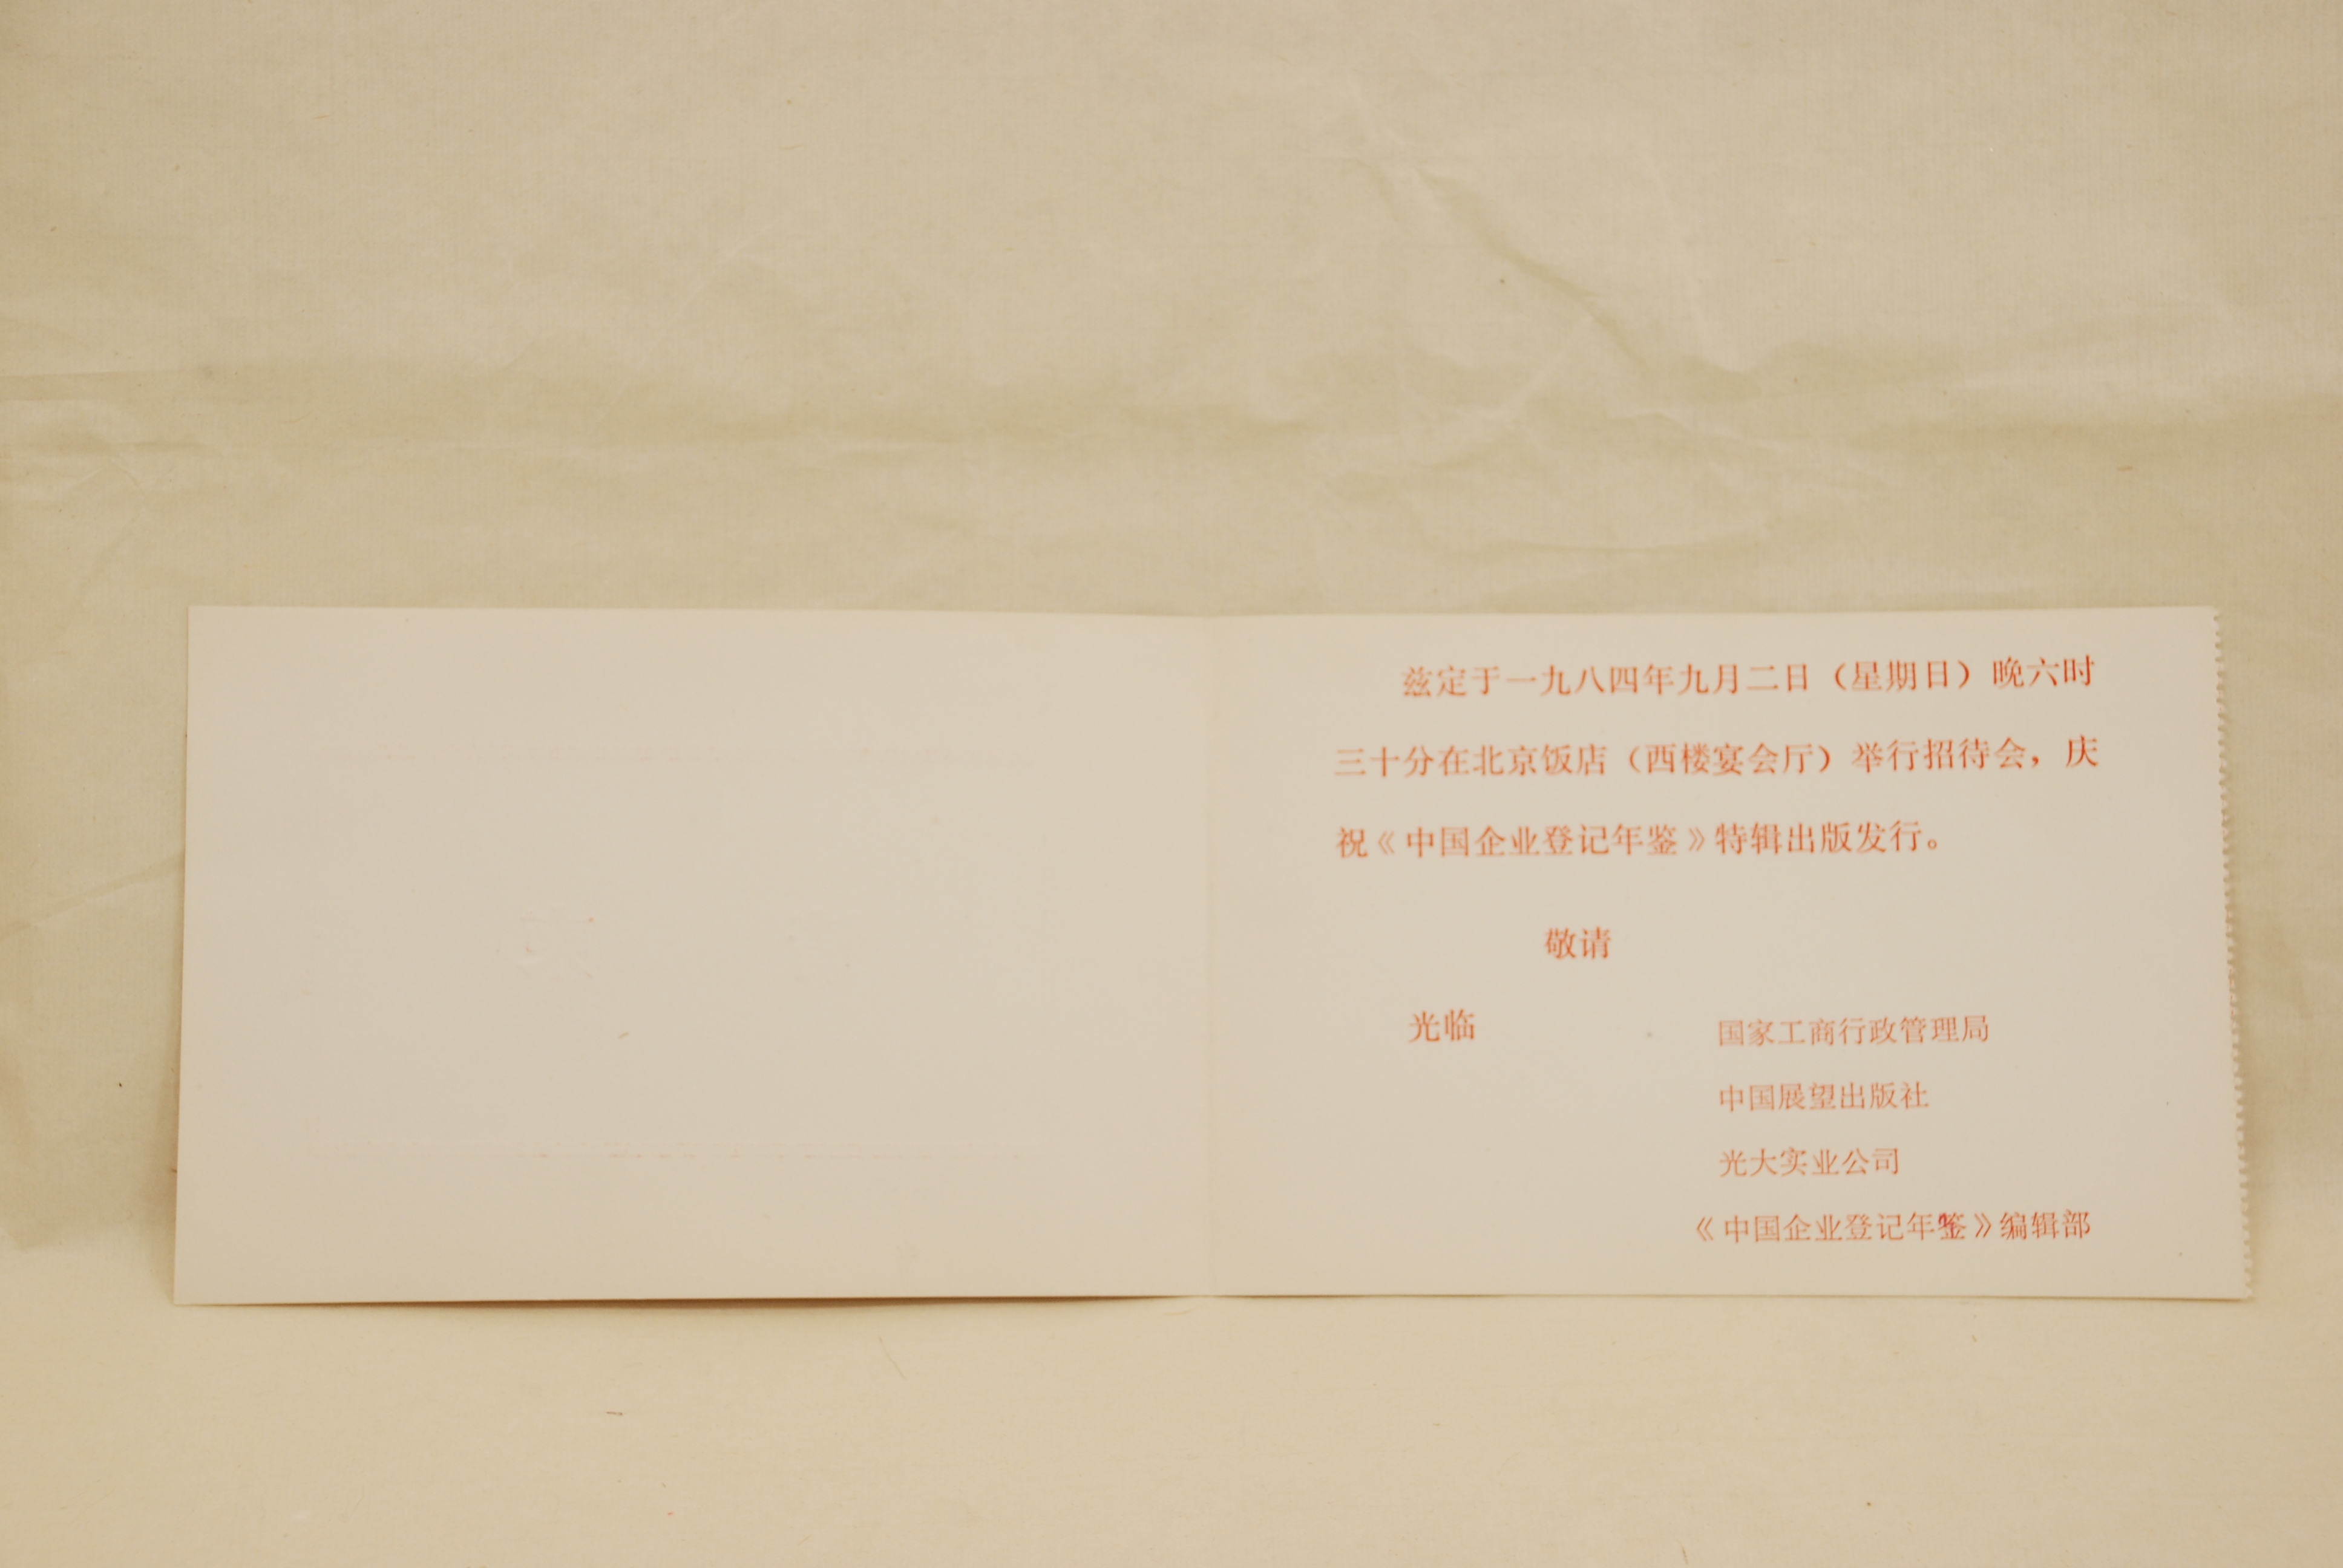 兹定于一九八四年九月二日（星期日）晚六时
三十分在北京饭店（西楼宴会厅）举行招待会，庆
祝《中国企业登记年鉴》特辑出版发行。
敬请
光临
国家工商行政管理局
中国展望出版社
光大实业公司
《中国企业登记年鉴》编辑部